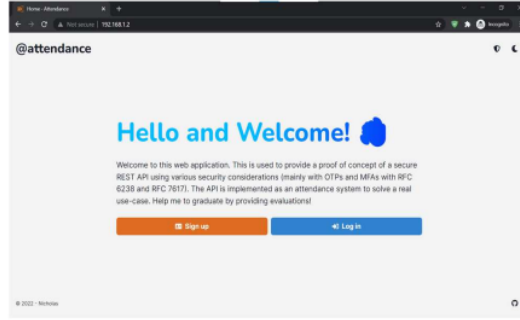 Home - Attendance
Not secure | 192.168.1.2
Incognito
@attendance
Hello and Welcome!
Welcome to this web application. This is used to provide a proof of concept of a secure
REST API using various security considerations (mainly with OTPs and MFAs with RFC
6238 and RFC 7617). The API is implemented as an attendance system to solve a real
use-case. Help me to graduate by providing evaluations!
Sign up
Log in
© 2022 - Nicholas